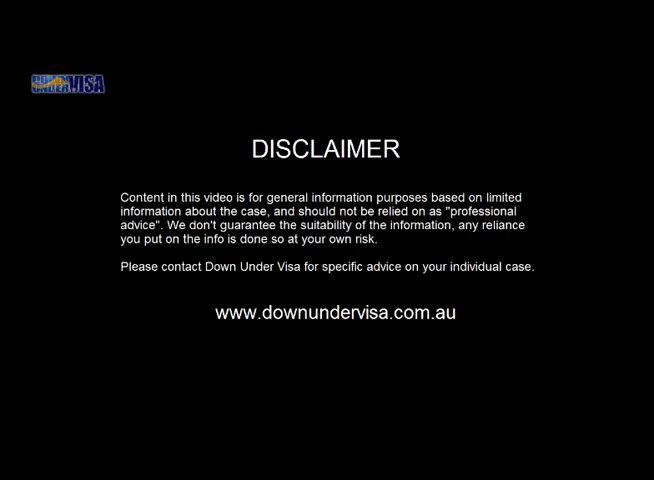 DOWN UNDERVISA
DISCLAIMER
Content in this video is for general information purposes based on limited
information about the case, and should not be relied on as "professional
advice". We don't guarantee the suitability of the information, any reliance
you put on the info is done so at your own risk.
Please contact Down Under Visa for specific advice on your individual case.
www.downundervisa.com.au